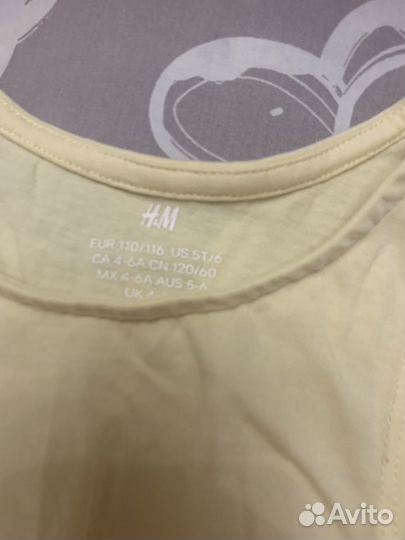 H&M
EUR 110/116 US 5T/6
CA 4-6A CN 120/60
MX 4-6A AUS 5-6
UK
Avito